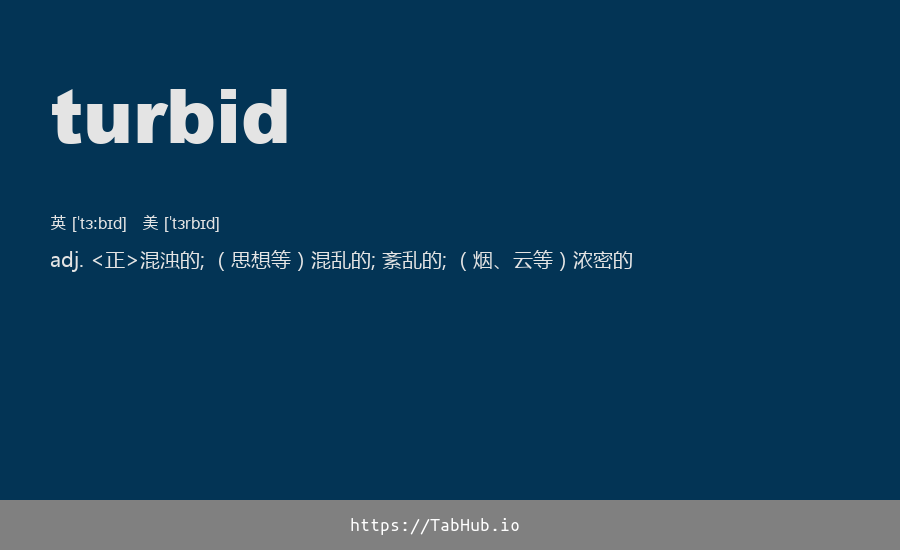 turbid
英 [ˈtɜːbɪd] 美 [ˈtɜrbɪd]
adj. <正>混浊的; （思想等）混乱的; 紊乱的; （烟、云等）浓密的
https://TabHub.io